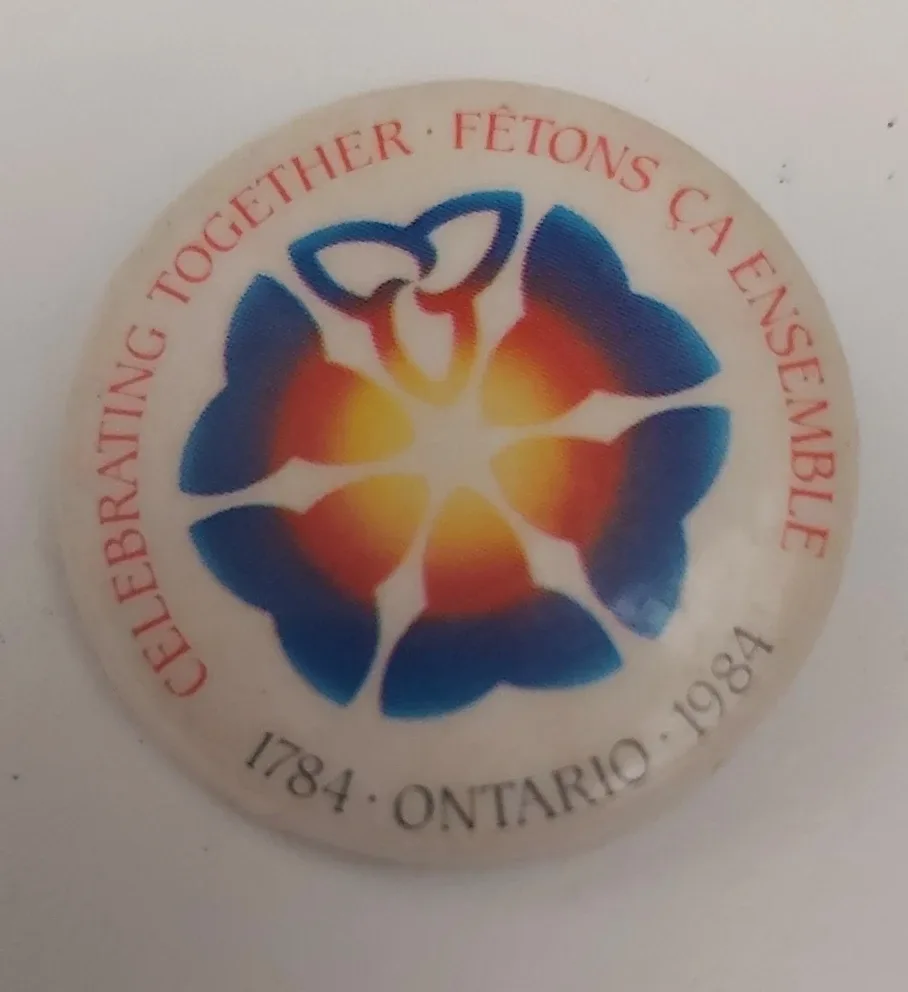 CELEBRATING TOGETHER · FÊTONS ÇA ENSEMBLE
1784 · ONTARIO · 1984